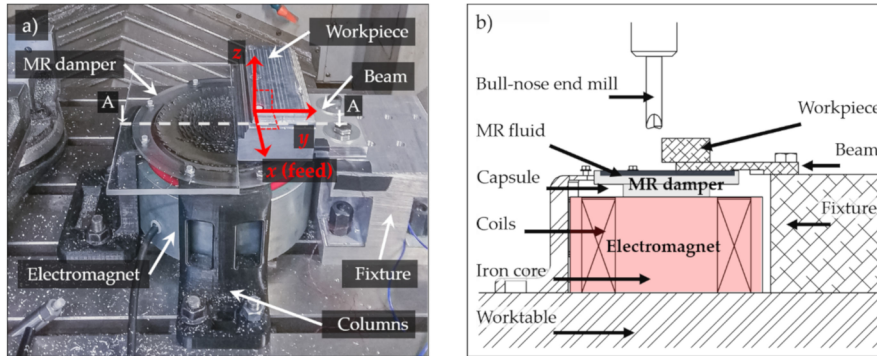 a)
Workpiece
MR damper
Beam
z
A
A
y
x (feed)
Electromagnet
Fixture
Columns
b)
Bull-nose end mill
Workpiece
MR fluid
Beam
Capsule
MR damper
Coils
Fixture
Electromagnet
Iron core
Worktable